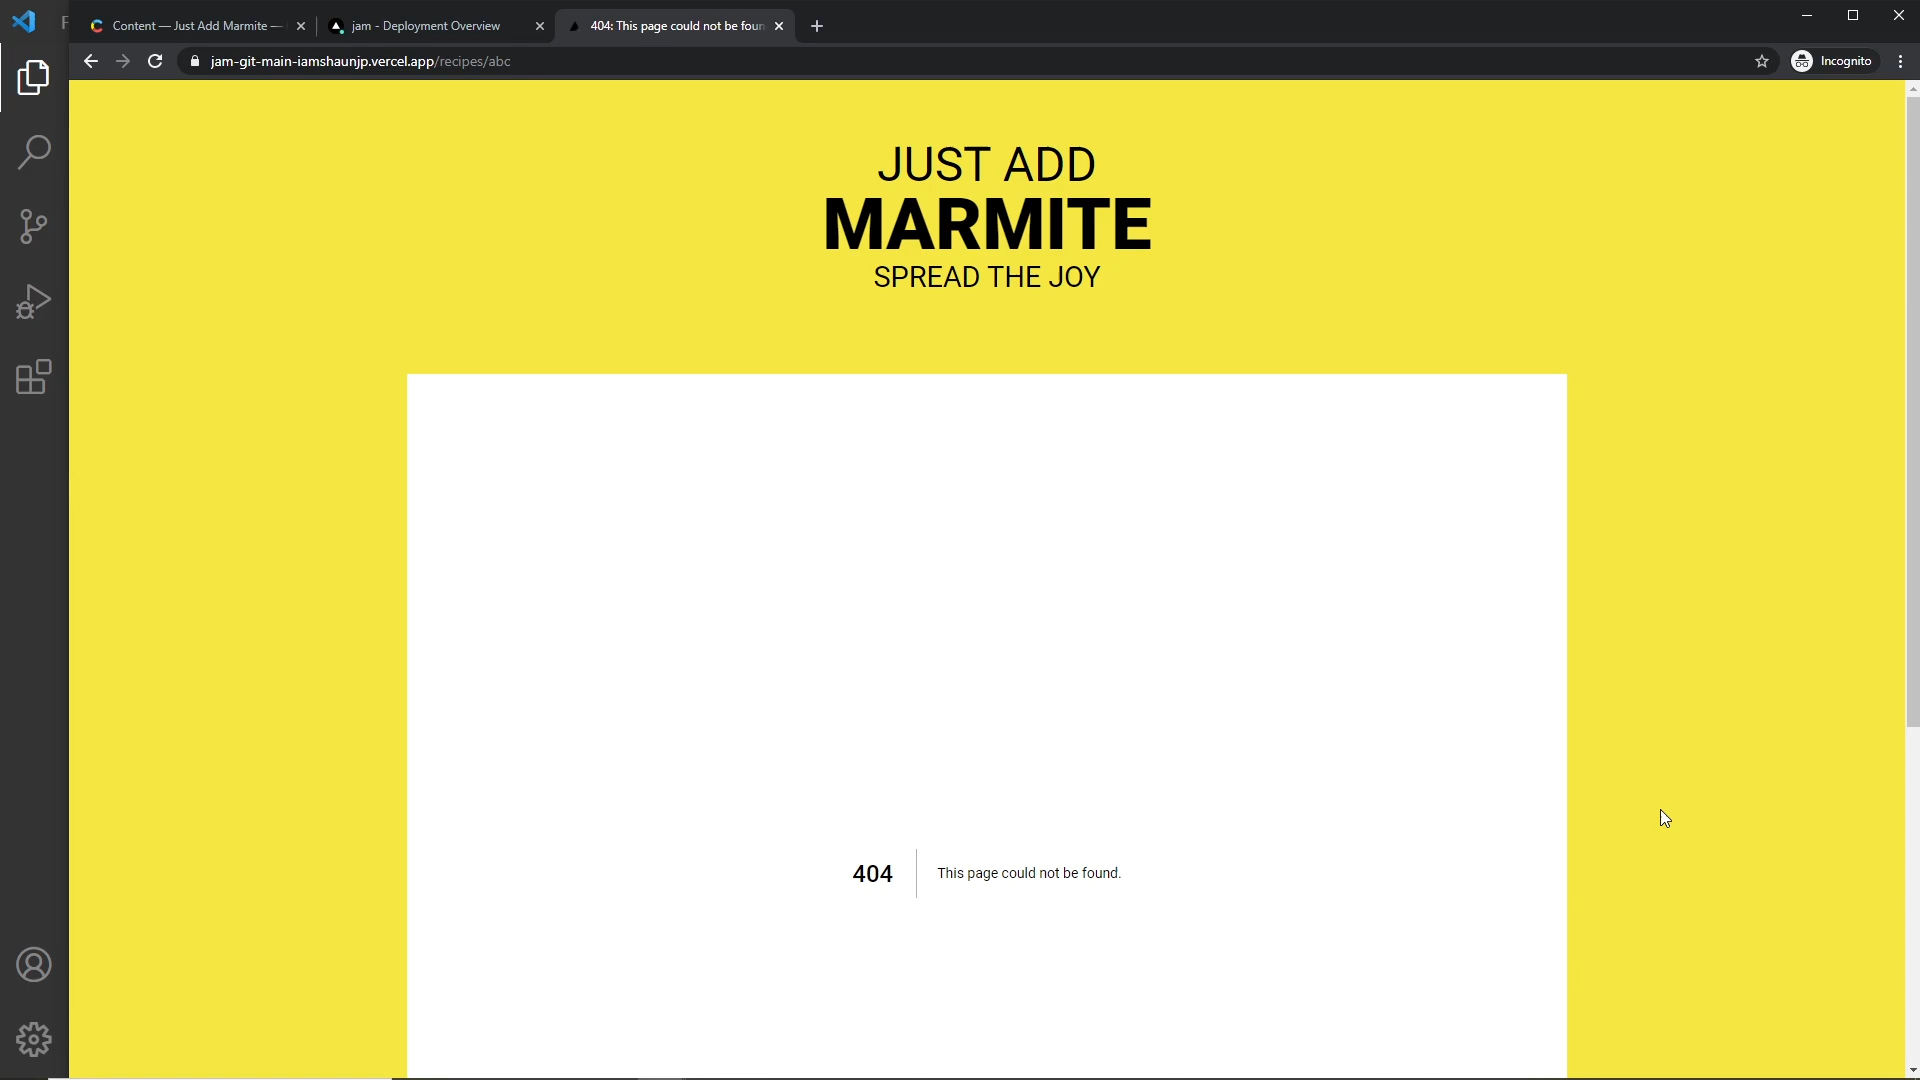 F
Content — Just Add Marmite —
jam - Deployment Overview
404: This page could not be foun
jam-git-main-iamshaunjp.vercel.app/recipes/abc
Incognito
JUST ADD
MARMITE
SPREAD THE JOY
404
This page could not be found.